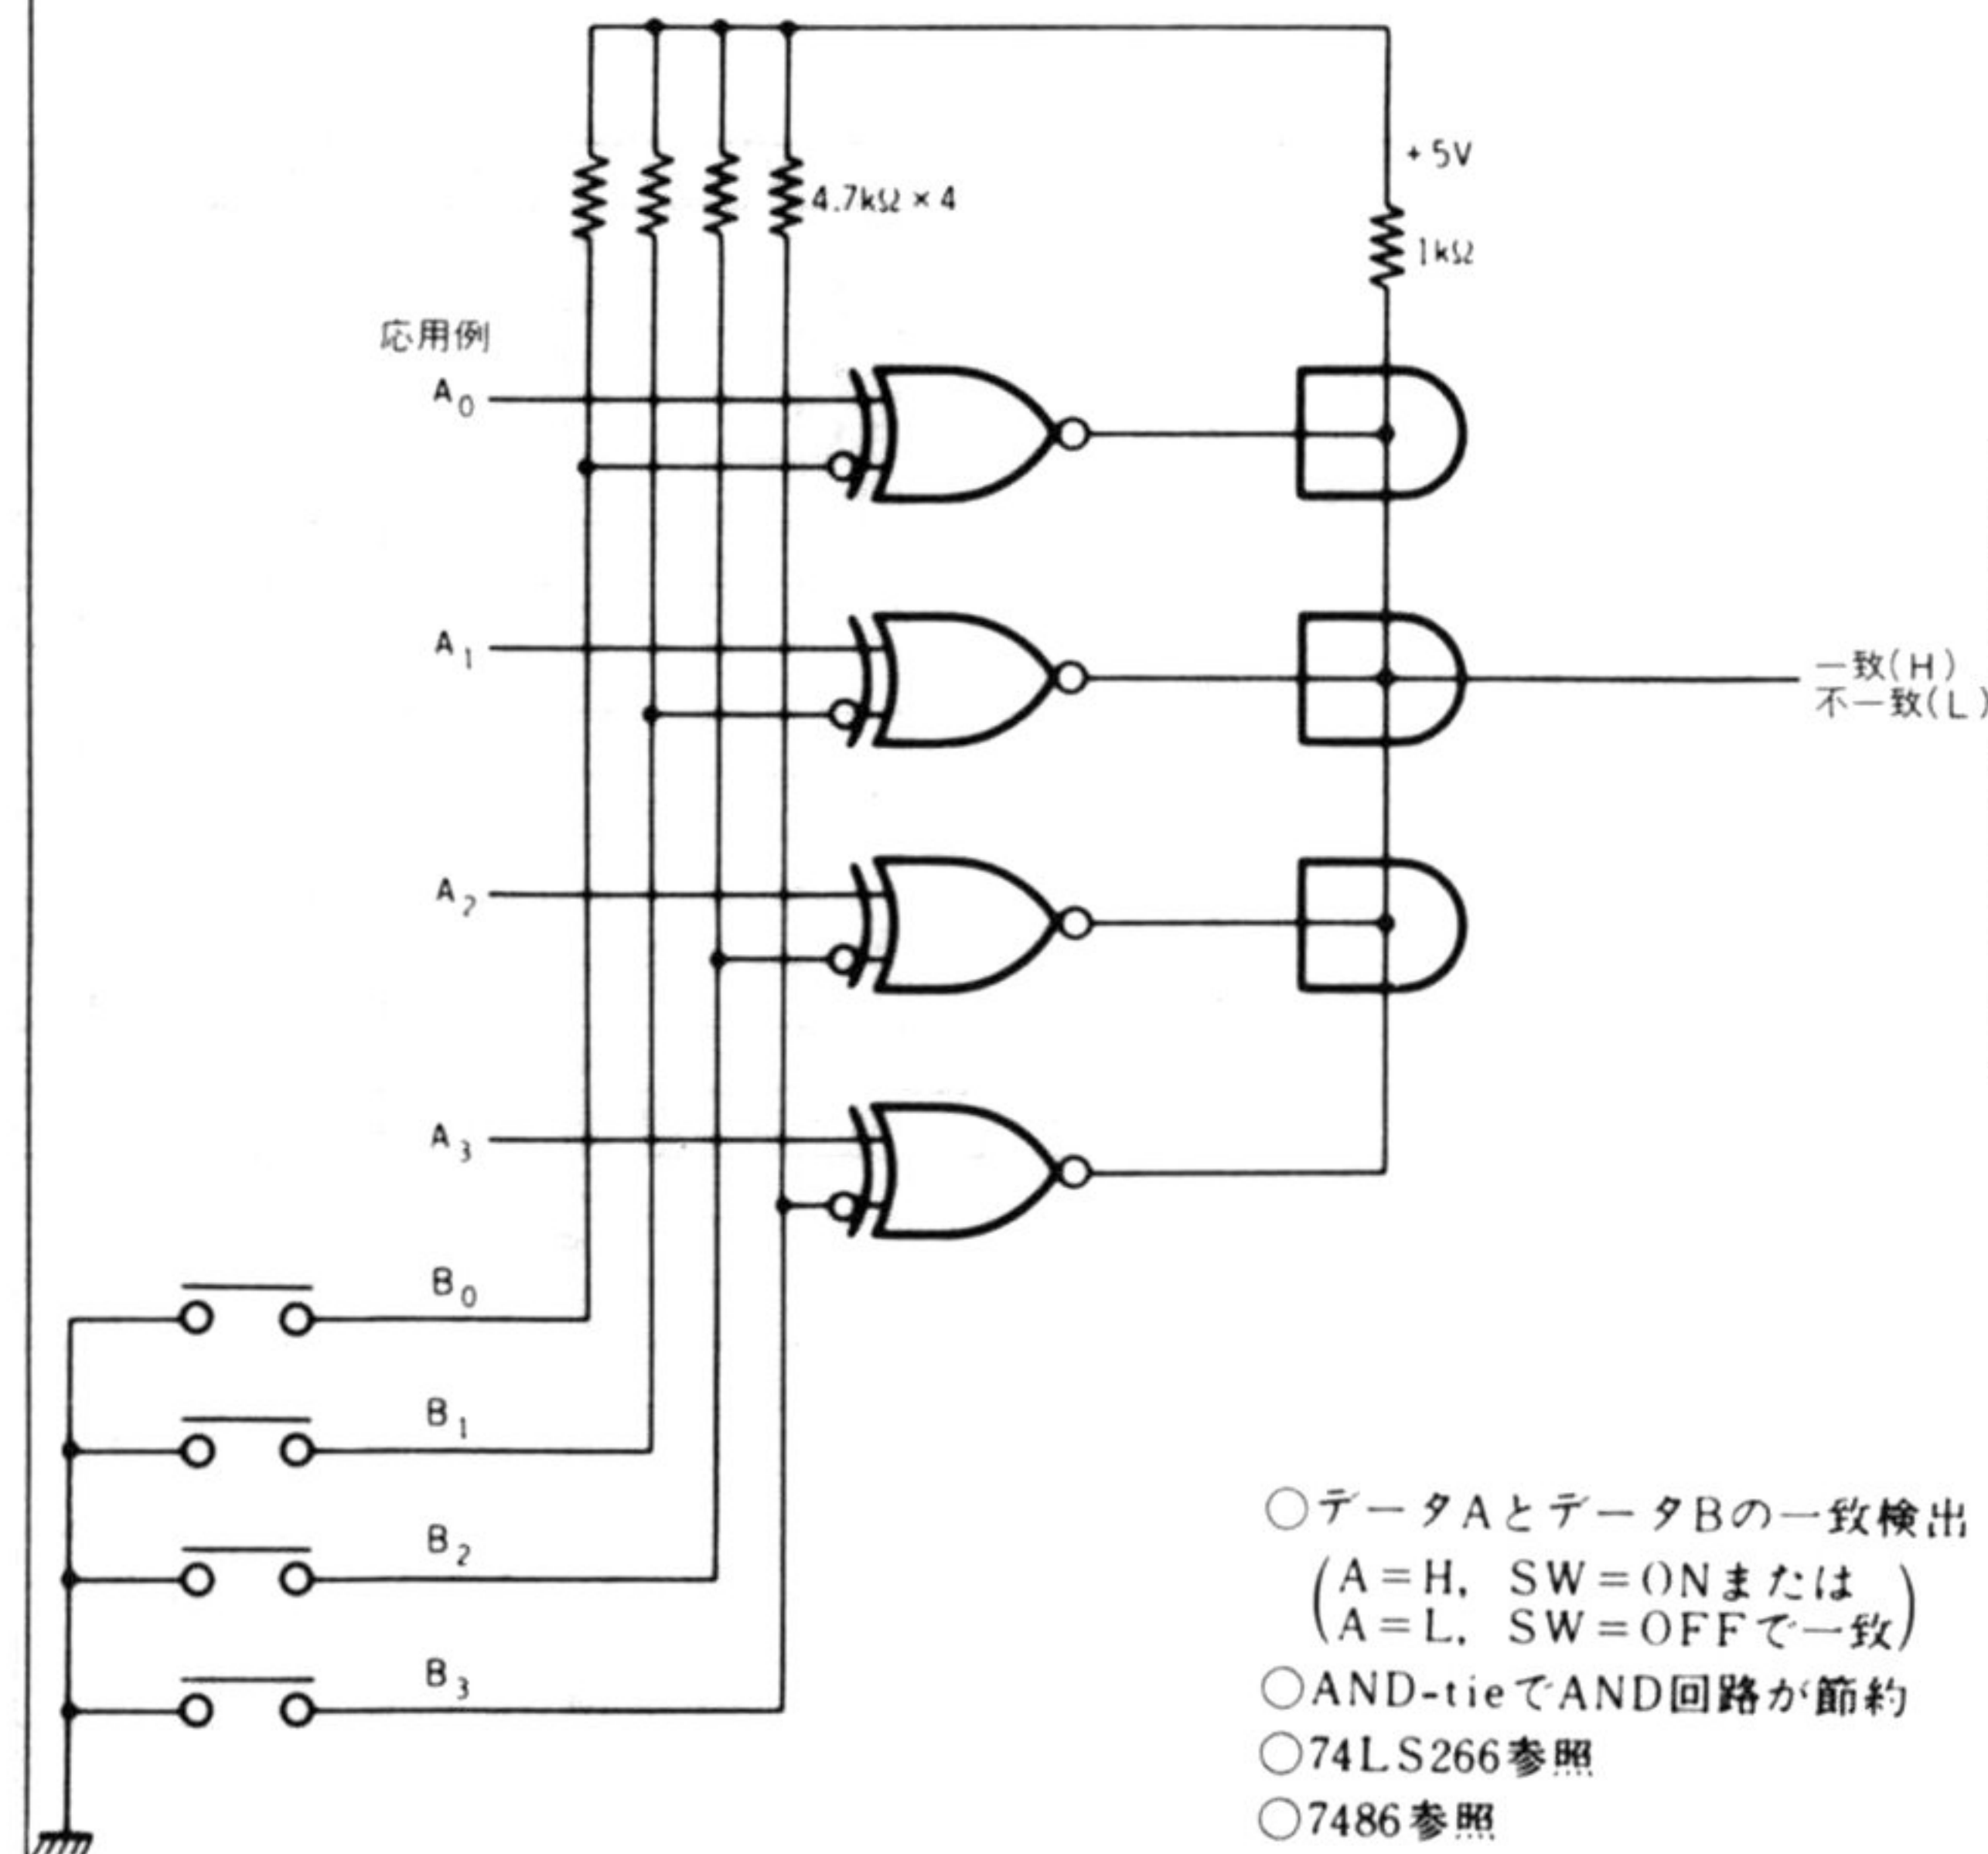 +5V
4.7kΩ×4
1kΩ
応用例
A0
A1
一致(H)
不一致(L)
A2
A3
B0
B1
B2
B3
○データAとデータBの一致検出
(A=H, SW=ONまたは
A=L, SW=OFFで一致)
○AND-tieでAND回路が節約
○74LS266参照
○7486参照